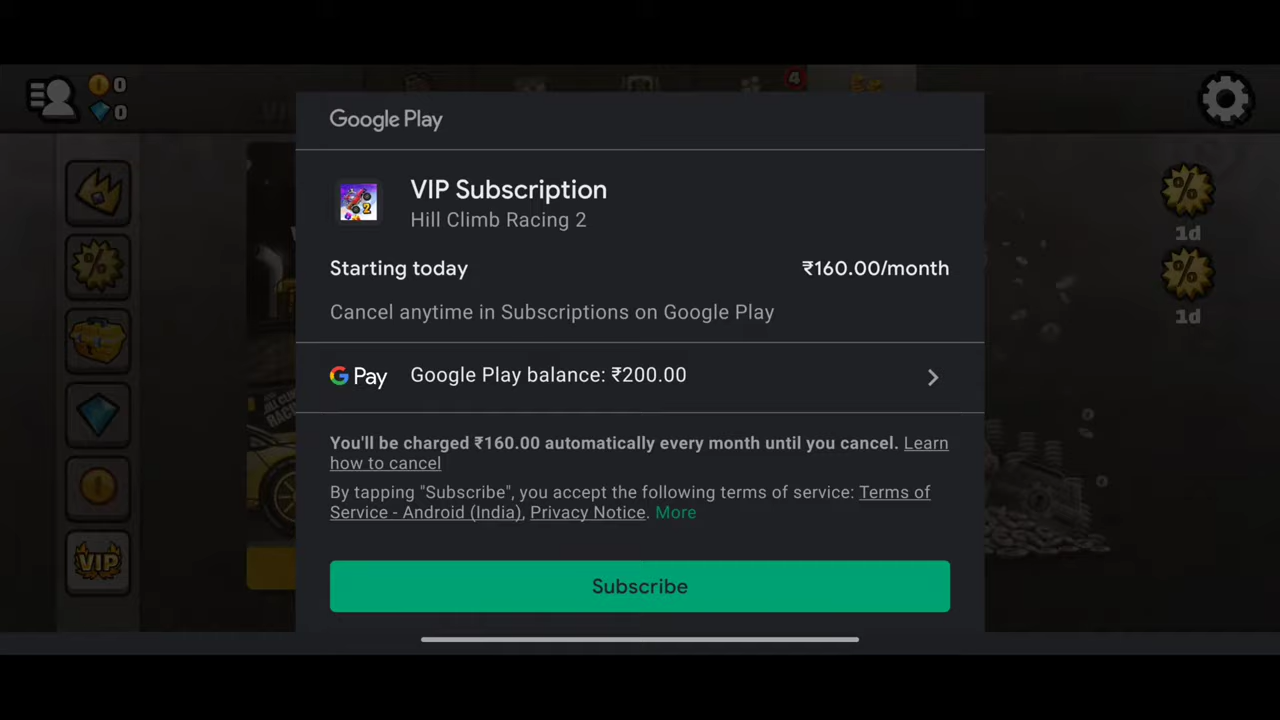 0
0
4
Google Play
VIP Subscription
Hill Climb Racing 2
Starting today ₹160.00/month
Cancel anytime in Subscriptions on Google Play
G Pay Google Play balance: ₹200.00
You'll be charged ₹160.00 automatically every month until you cancel. Learn
how to cancel
By tapping "Subscribe", you accept the following terms of service: Terms of
Service - Android (India), Privacy Notice. More
Subscribe
VIP
1d
1d